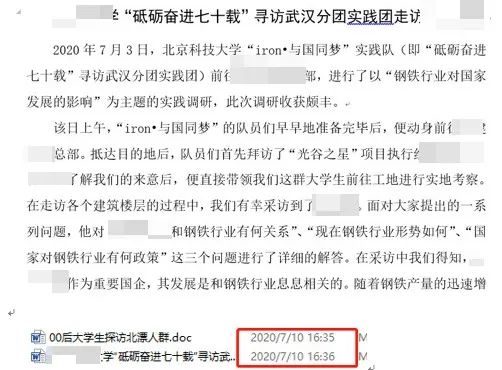 学“砥砺奋进七十载”寻访武汉分团实践团走访
2020 年 7 月 3 日，北京科技大学“iron•与国同梦”实践队（即“砥砺奋进
七十载”寻访武汉分团实践团）前往 部，进行了以“钢铁行业对国家
发展的影响”为主题的实践调研，此次调研收获颇丰。
该日上午，“iron•与国同梦”的队员们早早地准备完毕后，便动身前往
总部。抵达目的地后，队员们首先拜访了“光谷之星”项目执行
了解我们的来意后，便直接带领我们这群大学生前往工地进行实地考察。
在走访各个建筑楼层的过程中，我们有幸采访到了 。面对大家提出的一系
列问题，他对 和钢铁行业有何关系”、“现在钢铁行业形势如何”、“国
家对钢铁行业有何政策”这三个问题进行了详细的解答。在采访中我们得知，
作为重要国企，其发展是和钢铁行业息息相关的。随着钢铁产量的迅速增
00后大学生探访北漂人群.doc 2020/7/10 16:35 M
大学“砥砺奋进七十载”寻访武... 2020/7/10 16:36 M